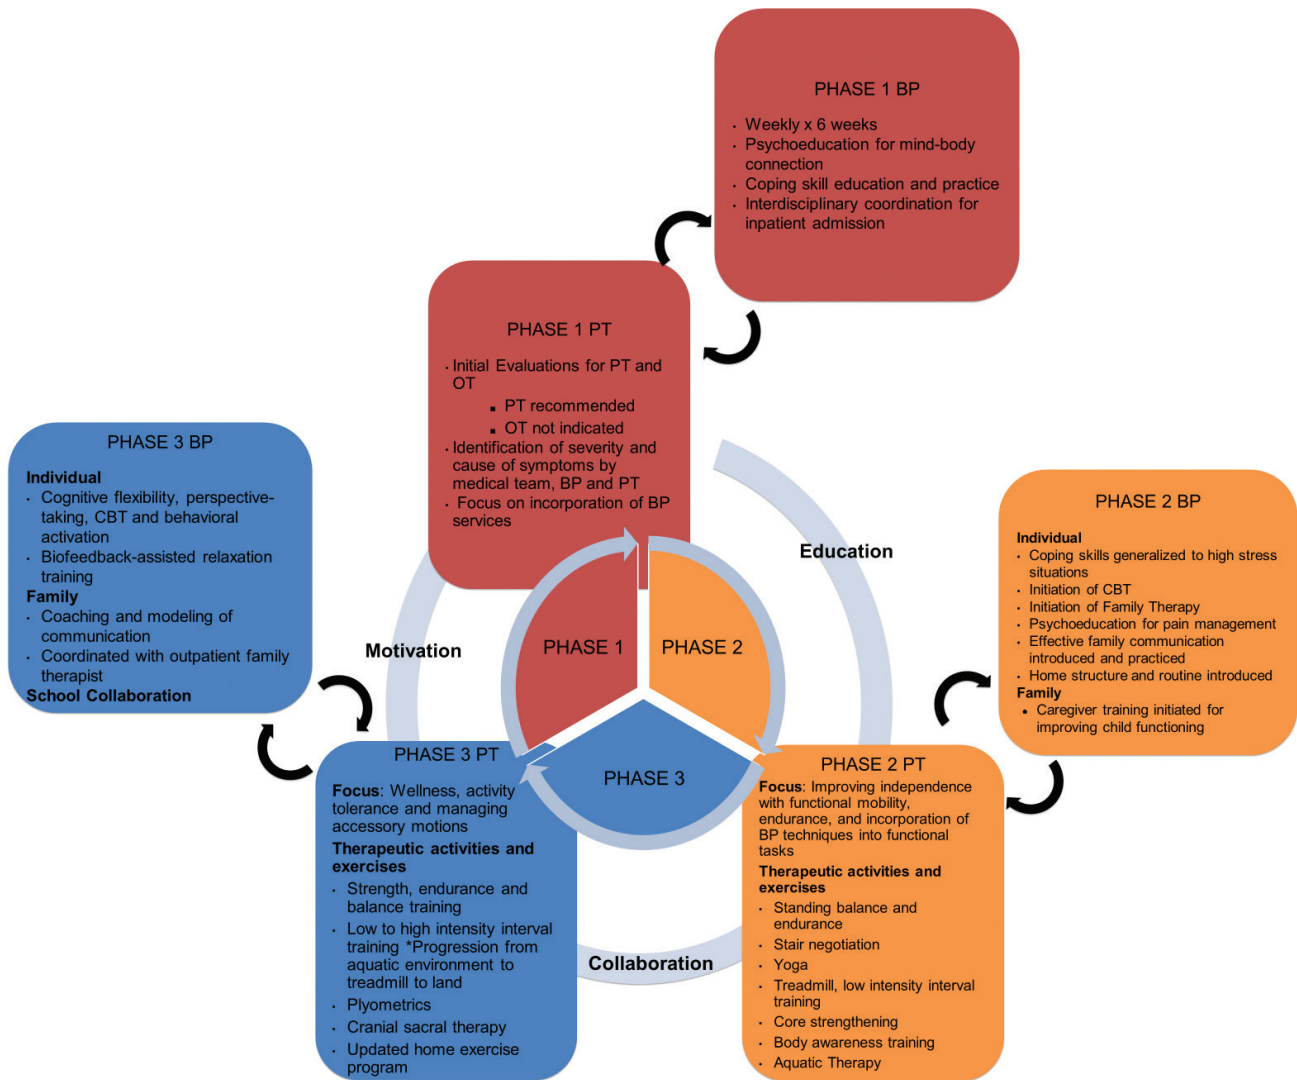 PHASE 1 BP
· Weekly x 6 weeks
· Psychoeducation for mind-body
connection
· Coping skill education and practice
· Interdisciplinary coordination for
inpatient admission
PHASE 1 PT
· Initial Evaluations for PT and
OT
▪ PT recommended
▪ OT not indicated
· Identification of severity and
cause of symptoms by
medical team, BP and PT
· Focus on incorporation of BP
services
PHASE 3 BP
Individual
· Cognitive flexibility, perspective-
taking, CBT and behavioral
activation
· Biofeedback-assisted relaxation
training
Family
· Coaching and modeling of
communication
· Coordinated with outpatient family
therapist
School Collaboration
Motivation
Education
Collaboration
PHASE 1
PHASE 2
PHASE 3
PHASE 2 BP
Individual
· Coping skills generalized to high stress
situations
· Initiation of CBT
· Initiation of Family Therapy
· Psychoeducation for pain management
· Effective family communication
introduced and practiced
· Home structure and routine introduced
Family
• Caregiver training initiated for
improving child functioning
PHASE 3 PT
Focus: Wellness, activity
tolerance and managing
accessory motions
Therapeutic activities and
exercises
· Strength, endurance and
balance training
· Low to high intensity interval
training *Progression from
aquatic environment to
treadmill to land
· Plyometrics
· Cranial sacral therapy
· Updated home exercise
program
PHASE 2 PT
Focus: Improving independence
with functional mobility,
endurance, and incorporation of
BP techniques into functional
tasks
Therapeutic activities and
exercises
· Standing balance and
endurance
· Stair negotiation
· Yoga
· Treadmill, low intensity interval
training
· Core strengthening
· Body awareness training
· Aquatic Therapy